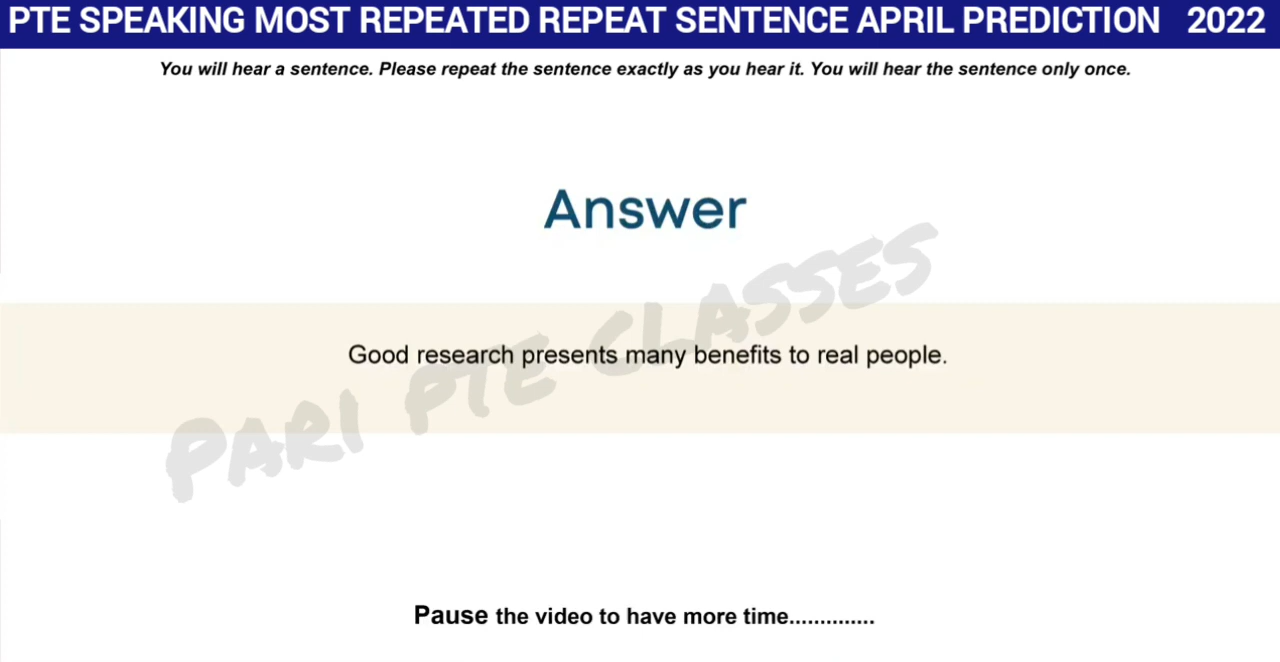 PTE SPEAKING MOST REPEATED REPEAT SENTENCE APRIL PREDICTION 2022
You will hear a sentence. Please repeat the sentence exactly as you hear it. You will hear the sentence only once.
Answer
PARI PTE CLASSES
Good research presents many benefits to real people.
Pause the video to have more time..............